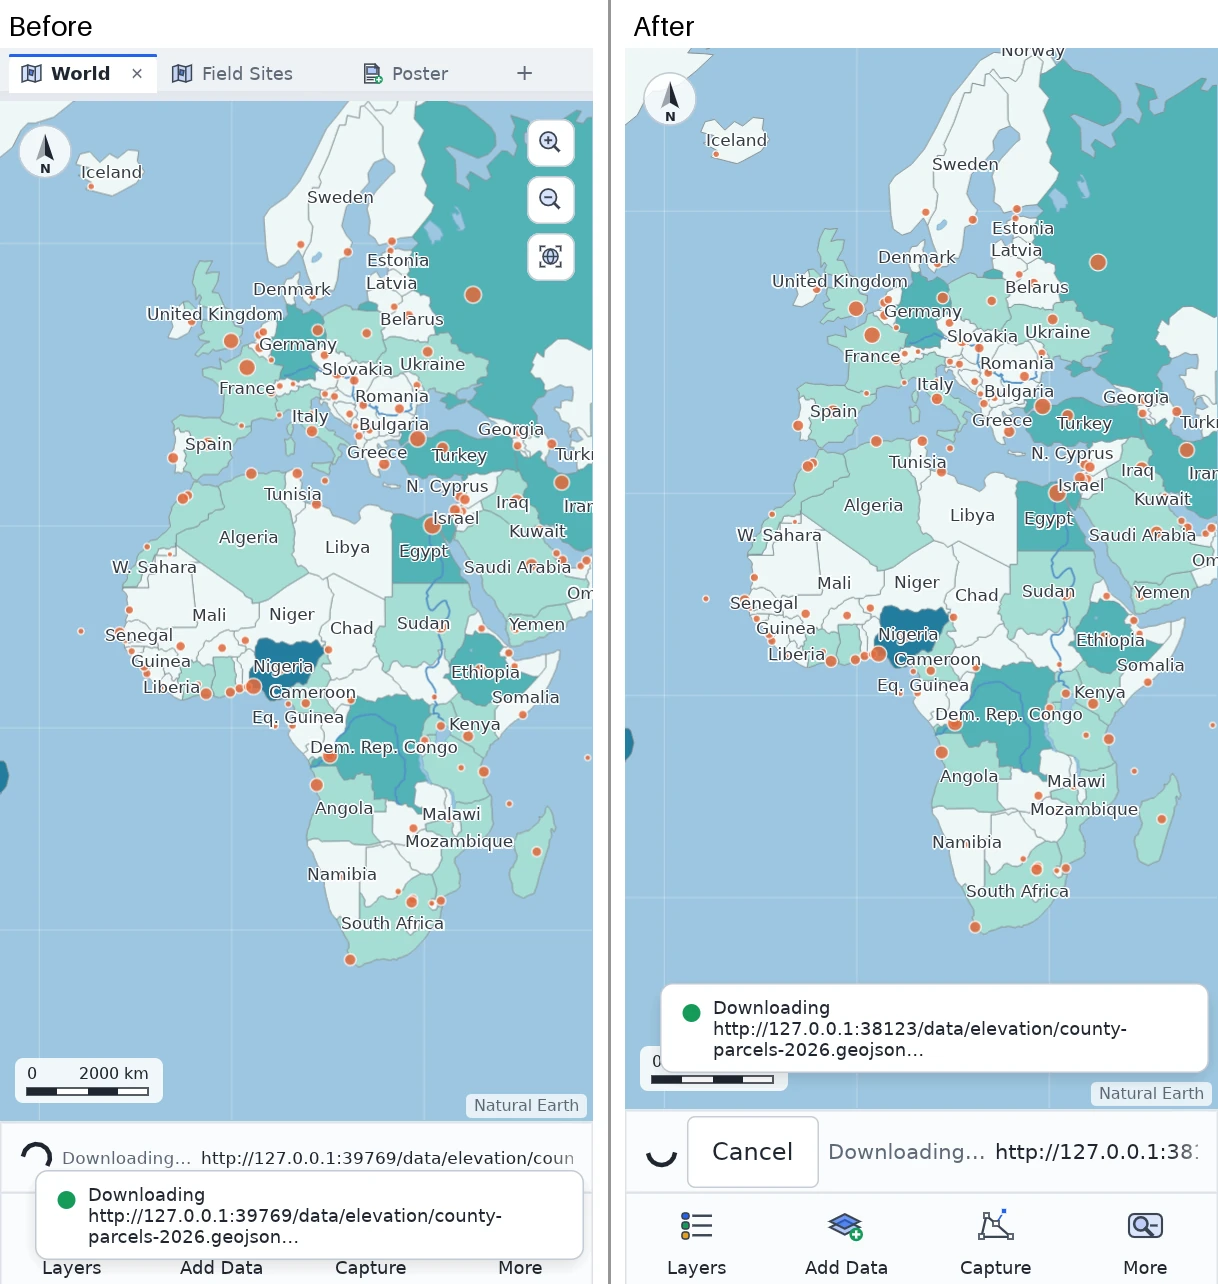 Before
World
Field Sites
Poster
Iceland
Sweden
Estonia
Latvia
Denmark
United Kingdom
Belarus
Germany
Slovakia
Ukraine
France
Romania
Italy
Bulgaria
Georgia
Spain
Greece
Turkey
Turk
N. Cyprus
Tunisia
Iraq
Iran
Israel
Kuwait
Algeria
Libya
Egypt
W. Sahara
Saudi Arabia
Om
Mali
Niger
Chad
Sudan
Yemen
Senegal
Guinea
Nigeria
Ethiopia
Liberia
Cameroon
Somalia
Eq. Guinea
Kenya
Dem. Rep. Congo
Angola
Malawi
Mozambique
Namibia
South Africa
N
0 2000 km
Natural Earth
Downloading... http://127.0.0.1:39769/data/elevation/coun
Downloading
http://127.0.0.1:39769/data/elevation/county-
parcels-2026.geojson...
Layers
Add Data
Capture
More
After
Norway
N
Iceland
Sweden
Estonia
Latvia
Denmark
United Kingdom
Belarus
Germany
Slovakia
Ukraine
France
Romania
Italy
Bulgaria
Georgia
Spain
Greece
Turkey
Turk
N. Cyprus
Tunisia
Iraq
Iran
Israel
Kuwait
Algeria
Libya
Egypt
W. Sahara
Saudi Arabia
Om
Mali
Niger
Chad
Sudan
Yemen
Senegal
Guinea
Nigeria
Ethiopia
Liberia
Cameroon
Somalia
Eq. Guinea
Kenya
Dem. Rep. Congo
Angola
Malawi
Mozambique
Namibia
South Africa
Downloading
http://127.0.0.1:38123/data/elevation/county-
parcels-2026.geojson...
0
Natural Earth
Cancel
Downloading... http://127.0.0.1:381
Layers
Add Data
Capture
More